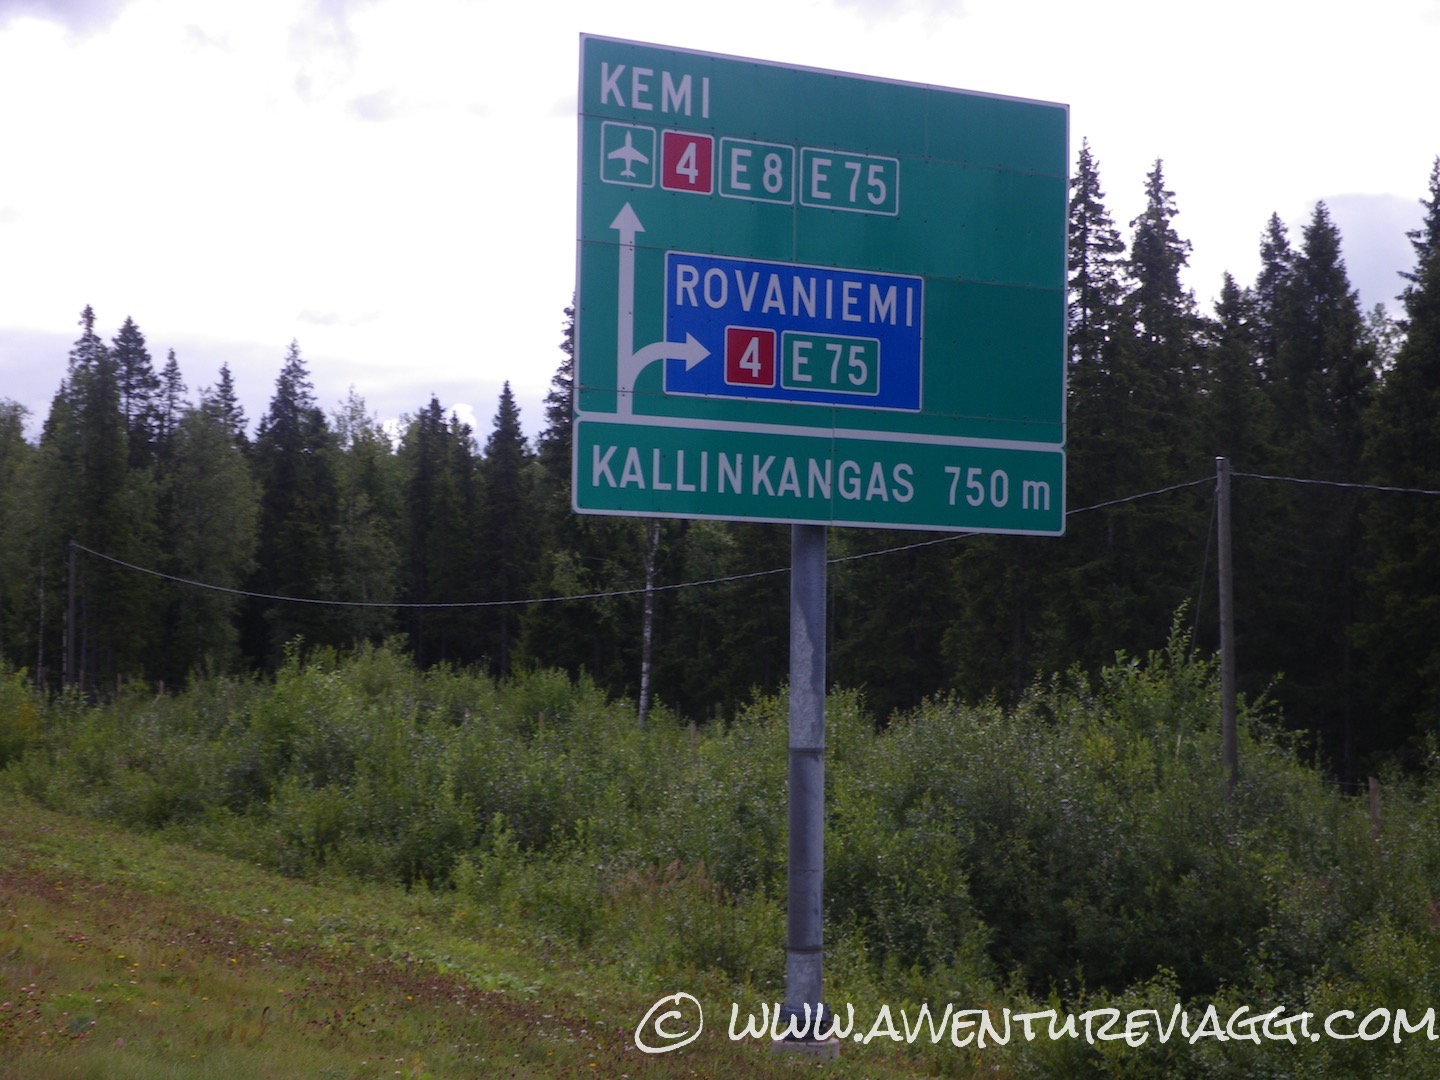 KEMI
4 E 8 E 75
ROVANIEMI
4 E 75
KALLINKANGAS 750 m
© WWW.AVVENTUREVIAGGI.COM